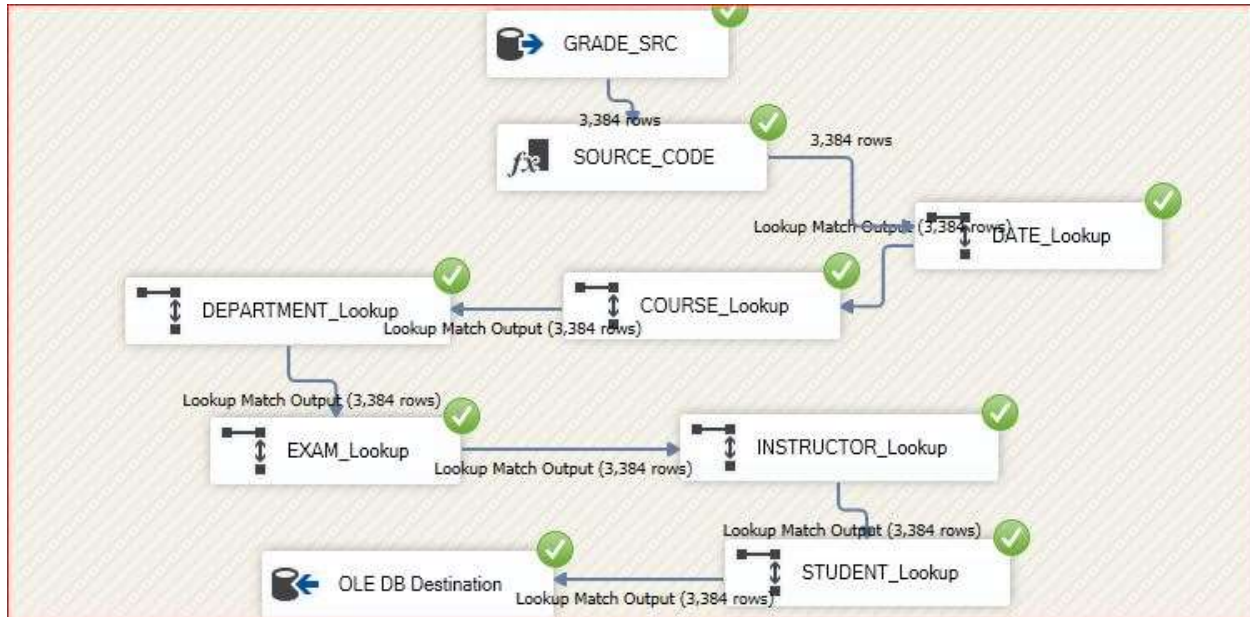 GRADE_SRC
3,384 rows
SOURCE_CODE
3,384 rows
Lookup Match Output (3,384 rows)
DATE_Lookup
COURSE_Lookup
DEPARTMENT_Lookup
Lookup Match Output (3,384 rows)
Lookup Match Output (3,384 rows)
EXAM_Lookup
INSTRUCTOR_Lookup
Lookup Match Output (3,384 rows)
Lookup Match Output (3,384 rows)
STUDENT_Lookup
OLE DB Destination
Lookup Match Output (3,384 rows)